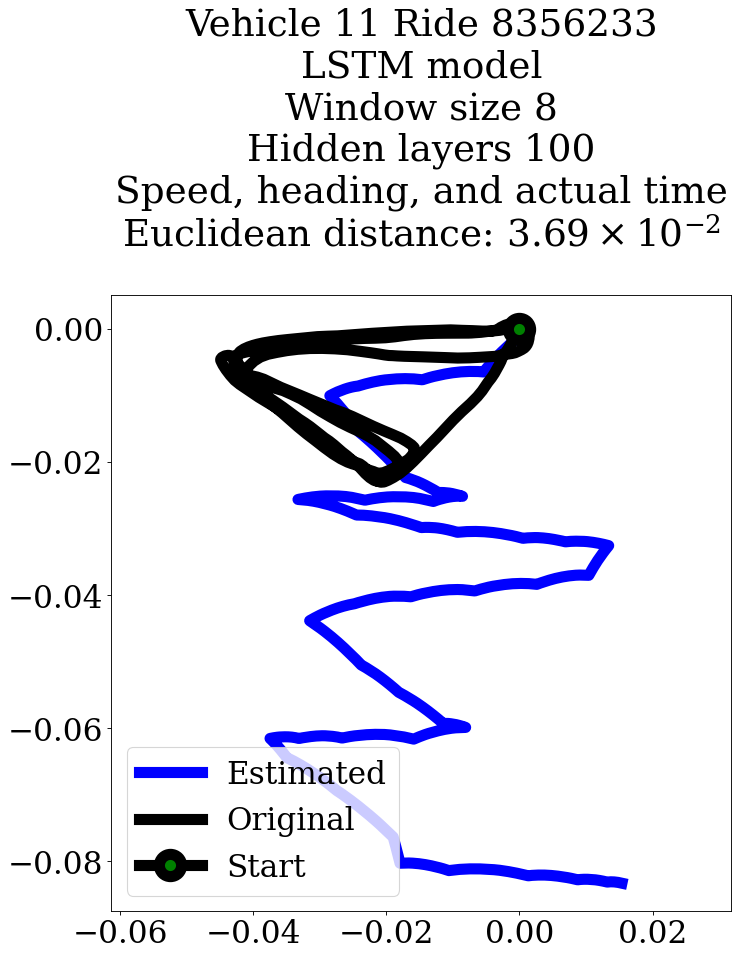 Vehicle 11 Ride 8356233
LSTM model
Window size 8
Hidden layers 100
Speed, heading, and actual time
Euclidean distance: 3.69 × 10⁻²
0.00
−0.02
−0.04
−0.06
−0.08
Estimated
Original
Start
−0.06 −0.04 −0.02 0.00 0.02